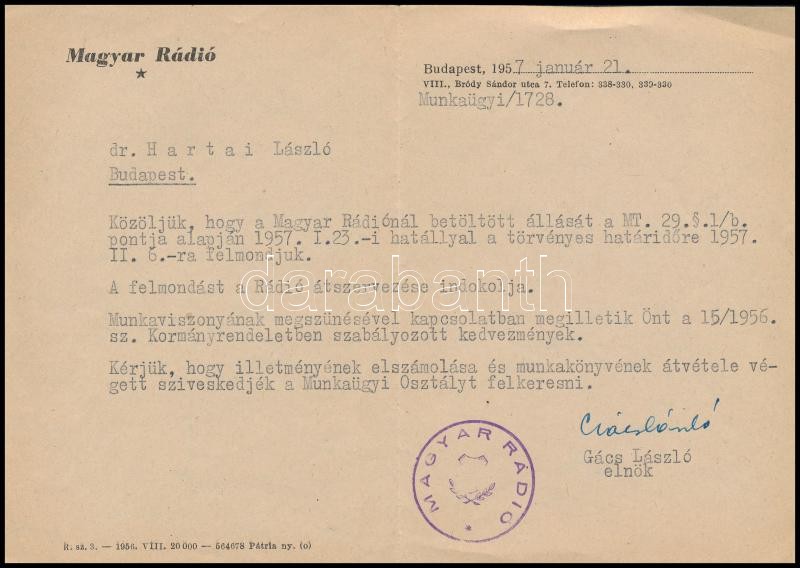 Magyar Rádió
Budapest, 1957 január 21.
VIII., Bródy Sándor utca 7. Telefon: 338-330, 339-330
Munkaügyi/1728.
dr. Hartai László
Budapest.
Közöljük, hogy a Magyar Rádiónál betöltött állását a MT. 29.§.1/b.
pontja alapján 1957. I.23.-i hatállyal a törvényes határidőre 1957.
II. 6.-ra felmondjuk.
darabanth
A felmondást a Rádió átszervezése indokolja.
Munkaviszonyának megszünésével kapcsolatban megilletik Önt a 15/1956.
sz. Kormányrendeletben szabályozott kedvezmények.
Kérjük, hogy illetményének elszámolása és munkakönyvének átvétele vé-
gett sziveskedjék a Munkaügyi Osztályt felkeresni.
Gács László
elnök
MAGYAR RÁDIÓ
R. sz. 3. — 1956. VIII. 20 000 — 564678 Pátria ny. (o)